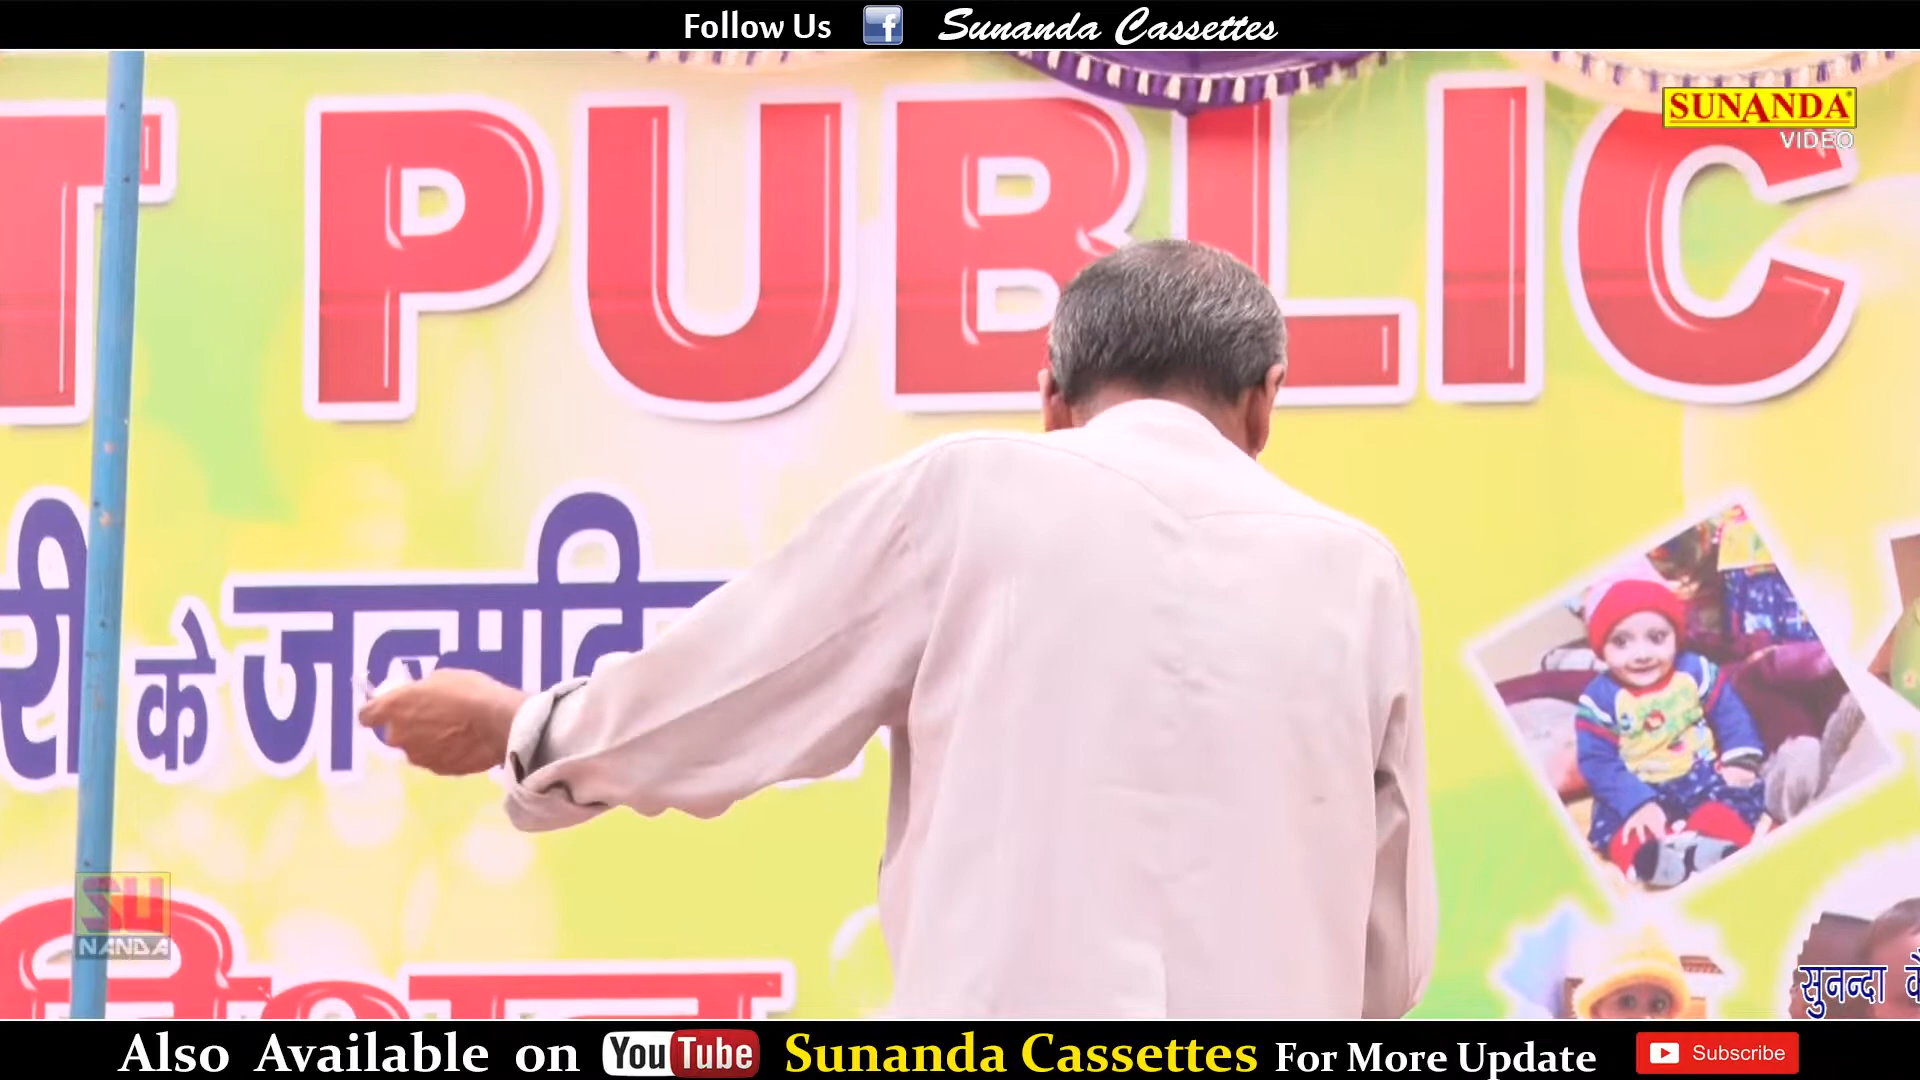 Follow Us f Sunanda Cassettes
SUNANDA
VIDEO
T PUBLIC
री के
SU
NANDA
सुनन्दा
Also Available on YouTube Sunanda Cassettes For More Update Subscribe